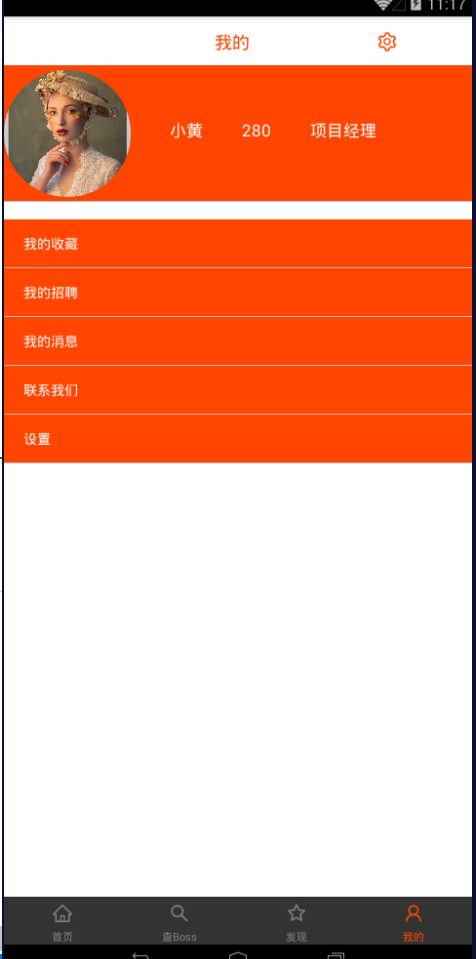 11:17
我的
小黄 280 项目经理
我的收藏
我的招聘
我的消息
联系我们
设置
首页 查Boss 发现 我的